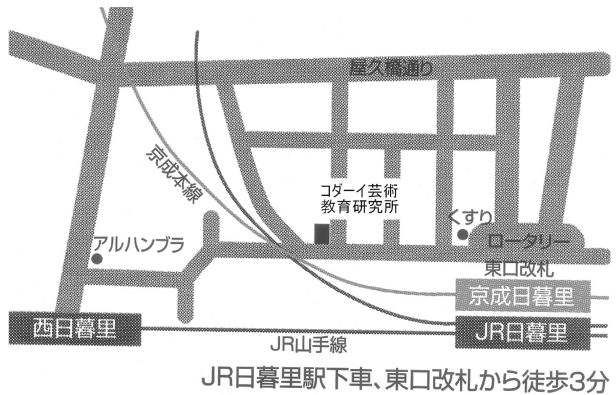 屋久橋通り
京成本線
コダーイ芸術
教育研究所
くすり
アルハンブラ
ロータリー
東口改札
京成日暮里
西日暮里
JR日暮里
JR山手線
JR日暮里駅下車、東口改札から徒歩3分